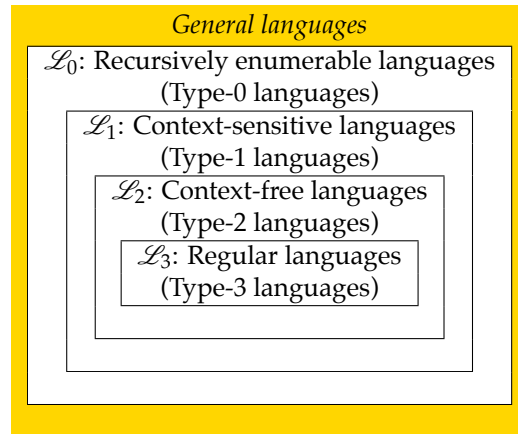 General languages
ℒ₀: Recursively enumerable languages
(Type-0 languages)
ℒ₁: Context-sensitive languages
(Type-1 languages)
ℒ₂: Context-free languages
(Type-2 languages)
ℒ₃: Regular languages
(Type-3 languages)